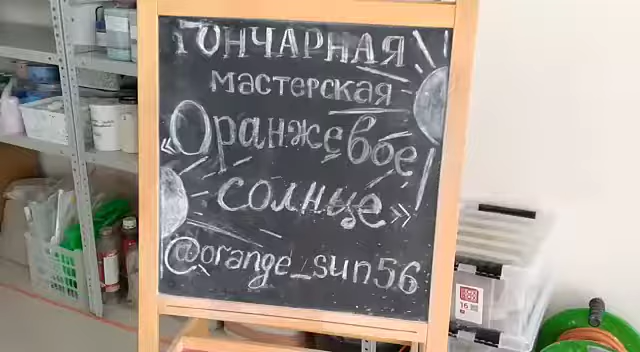 ГОНЧАРНАЯ
мастерская
«Оранжевое
солнце»
@orange_sun56